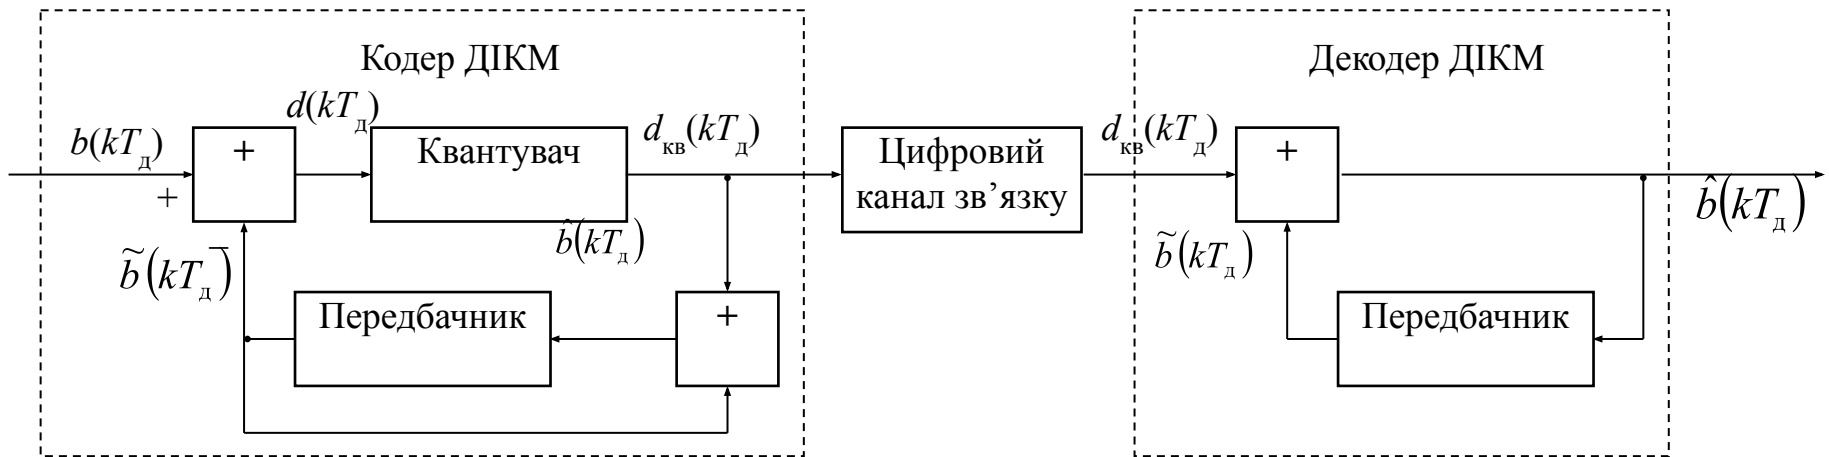 Кодер ДІКМ
Декодер ДІКМ
b(kTд)
+
+
d(kTд)
Квантувач
dкв(kTд)
Цифровий
канал зв’язку
dкв(kTд)
+
b̂(kTд)
b̂(kTд)
b̃(kTд)
−
Передбачник
+
b̃(kTд)
Передбачник